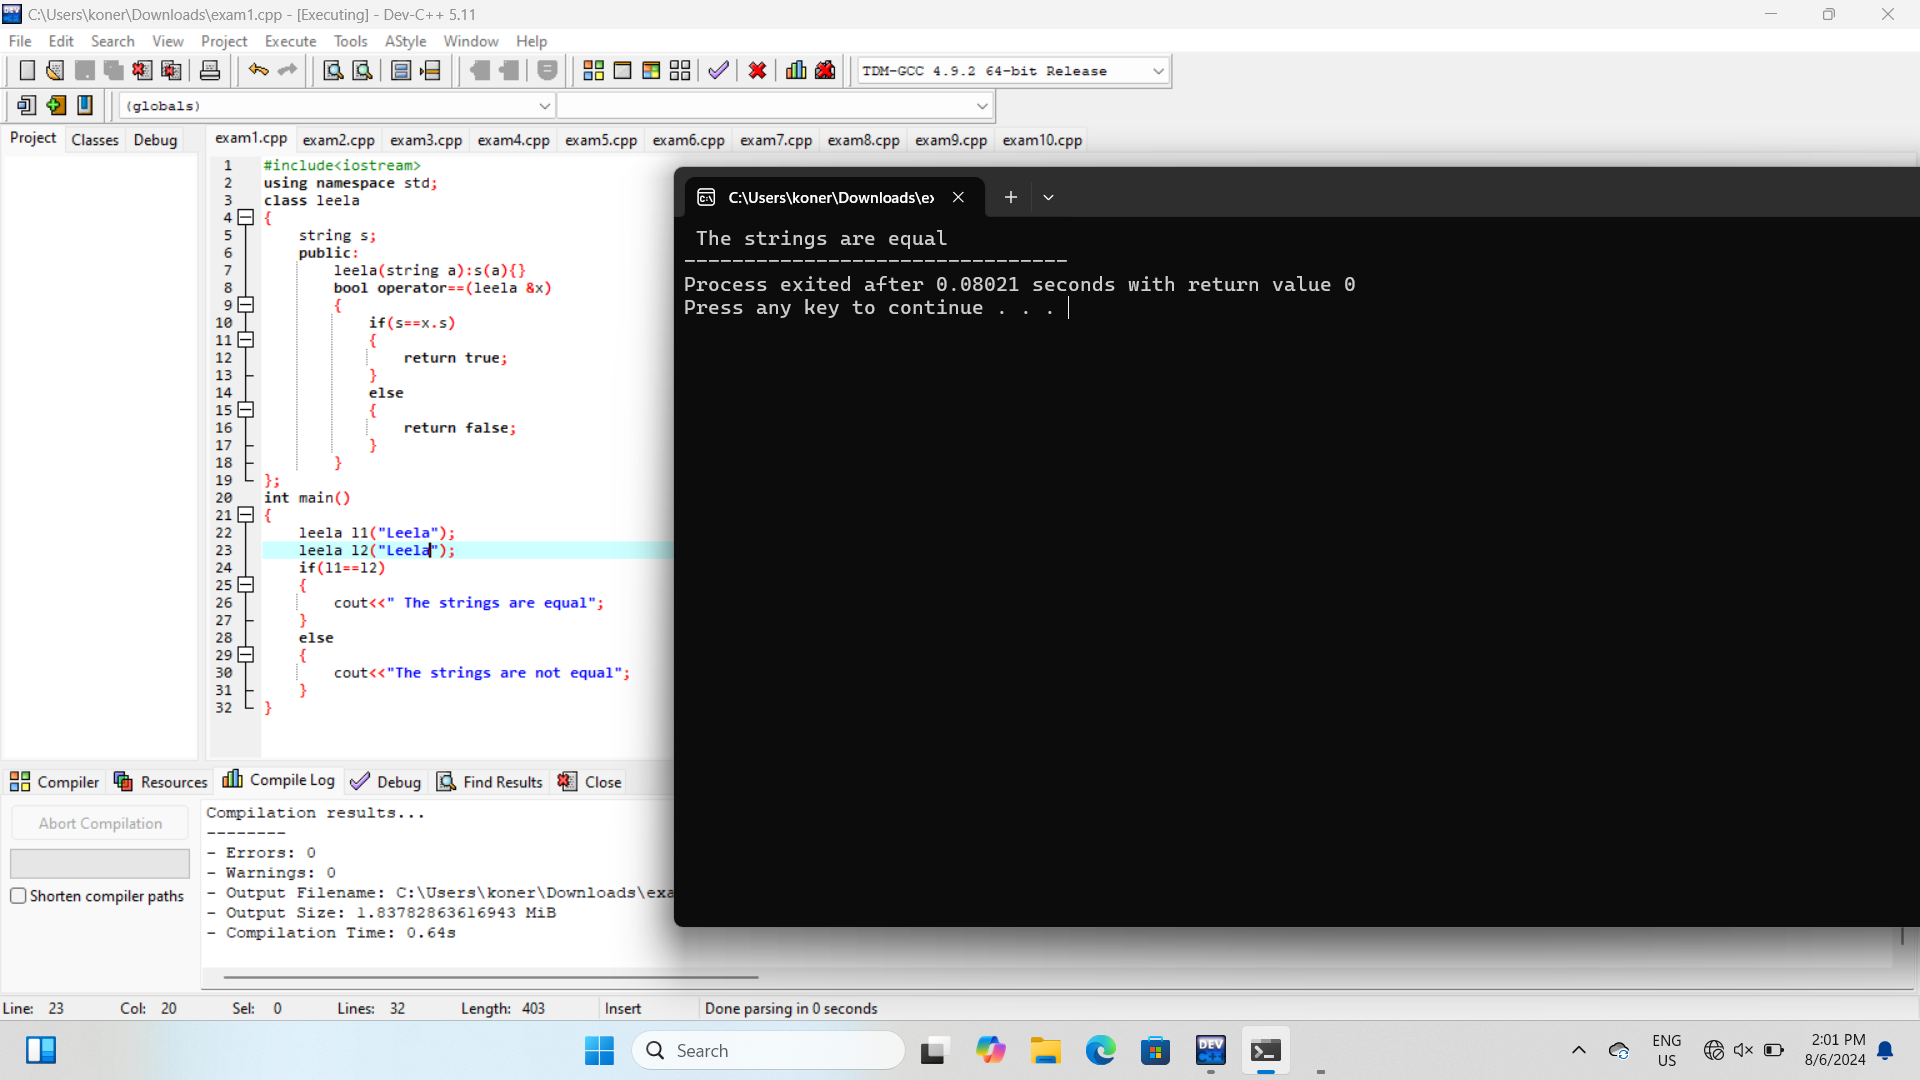 C:\Users\koner\Downloads\exam1.cpp - [Executing] - Dev-C++ 5.11
File Edit Search View Project Execute Tools AStyle Window Help
TDM-GCC 4.9.2 64-bit Release
(globals)
Project Classes Debug
exam1.cpp exam2.cpp exam3.cpp exam4.cpp exam5.cpp exam6.cpp exam7.cpp exam8.cpp exam9.cpp exam10.cpp
1 #include<iostream>
2 using namespace std;
3 class leela
4 {
5 string s;
6 public:
7 leela(string a):s(a){}
8 bool operator==(leela &x)
9 {
10 if(s==x.s)
11 {
12 return true;
13 }
14 else
15 {
16 return false;
17 }
18 }
19 };
20 int main()
21 {
22 leela l1("Leela");
23 leela l2("Leela");
24 if(l1==l2)
25 {
26 cout<<" The strings are equal";
27 }
28 else
29 {
30 cout<<"The strings are not equal";
31 }
32 }
C:\Users\koner\Downloads\ex
The strings are equal
--------------------------------
Process exited after 0.08021 seconds with return value 0
Press any key to continue . . .
Compiler Resources Compile Log Debug Find Results Close
Abort Compilation
Shorten compiler paths
Compilation results...
--------
- Errors: 0
- Warnings: 0
- Output Filename: C:\Users\koner\Downloads\exa
- Output Size: 1.83782863616943 MiB
- Compilation Time: 0.64s
Line: 23 Col: 20 Sel: 0 Lines: 32 Length: 403 Insert Done parsing in 0 seconds
Search
DEV
ENG
US
2:01 PM
8/6/2024